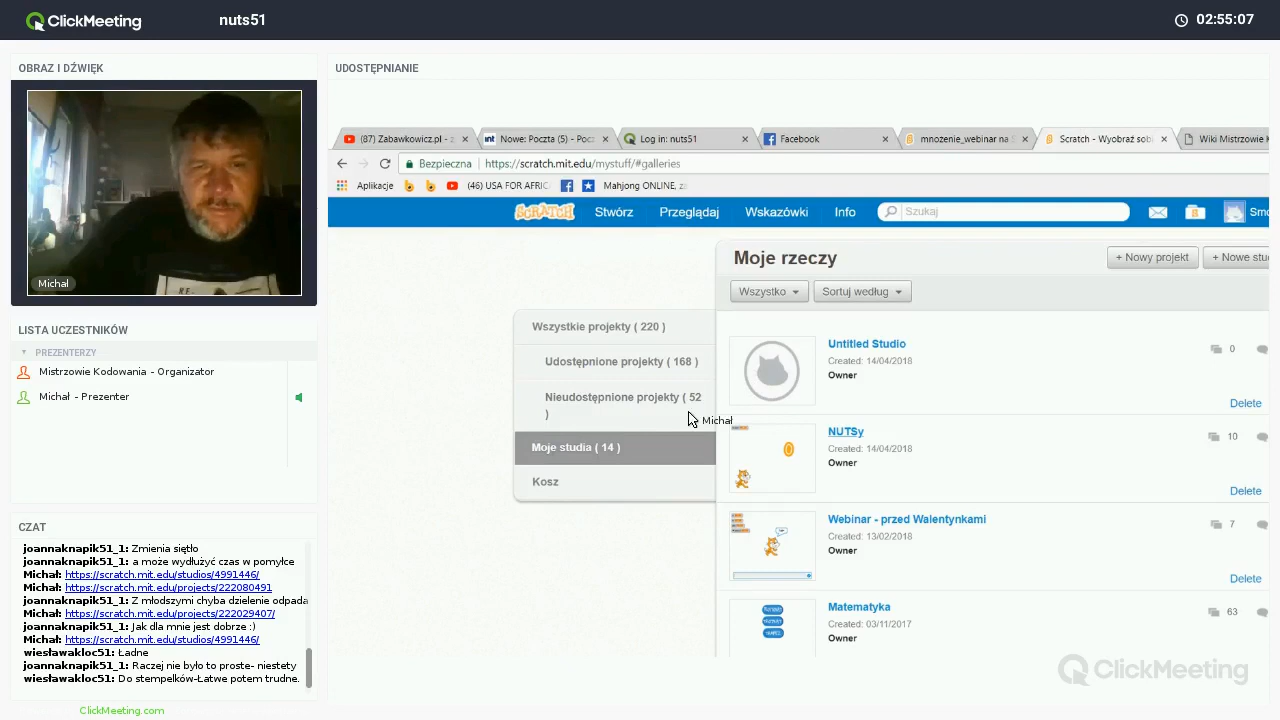 ClickMeeting
nuts51
02:55:07
OBRAZ I DŹWIĘK
Michał
LISTA UCZESTNIKÓW
PREZENTERZY
Mistrzowie Kodowania - Organizator
Michał - Prezenter
CZAT
joannaknapik51_1: Zmienia siętło
joannaknapik51_1: a może wydłużyć czas w pomyłce
Michał: https://scratch.mit.edu/studios/4991446/
https://scratch.mit.edu/projects/222080491
joannaknapik51_1: Z młodszymi chyba dzielenie odpada
Michał: https://scratch.mit.edu/projects/222029407/
joannaknapik51_1: Jak dla mnie jest dobrze :)
Michał: https://scratch.mit.edu/studios/4991446/
wiesławakloc51: Ładne
joannaknapik51_1: Raczej nie było to proste- niestety
wiesławakloc51: Do stempelków-Łatwe potem trudne.
ClickMeeting.com
UDOSTĘPNIANIE
(87) Zabawkowicz.pl - z
Nowe: Poczta (5) - Poc
Log in: nuts51
Facebook
mnozenie_webinar na S
Scratch - Wyobraź sobi
Wiki Mistrzowie K
Bezpieczna https://scratch.mit.edu/mystuff/#galleries
Aplikacje
(46) USA FOR AFRIC
Mahjong ONLINE, za
SCRATCH
Stwórz
Przeglądaj
Wskazówki
Info
Szukaj
Smo
Moje rzeczy
+ Nowy projekt
+ Nowe stu
Wszystko
Sortuj według
Wszystkie projekty ( 220 )
Udostępnione projekty ( 168 )
Nieudostępnione projekty ( 52
)
Michał
Moje studia ( 14 )
Kosz
Untitled Studio
Created: 14/04/2018
Owner
0
Delete
NUTSy
Created: 14/04/2018
Owner
10
Delete
Webinar - przed Walentynkami
Created: 13/02/2018
Owner
7
Delete
Matematyka
Created: 03/11/2017
Owner
63
ClickMeeting